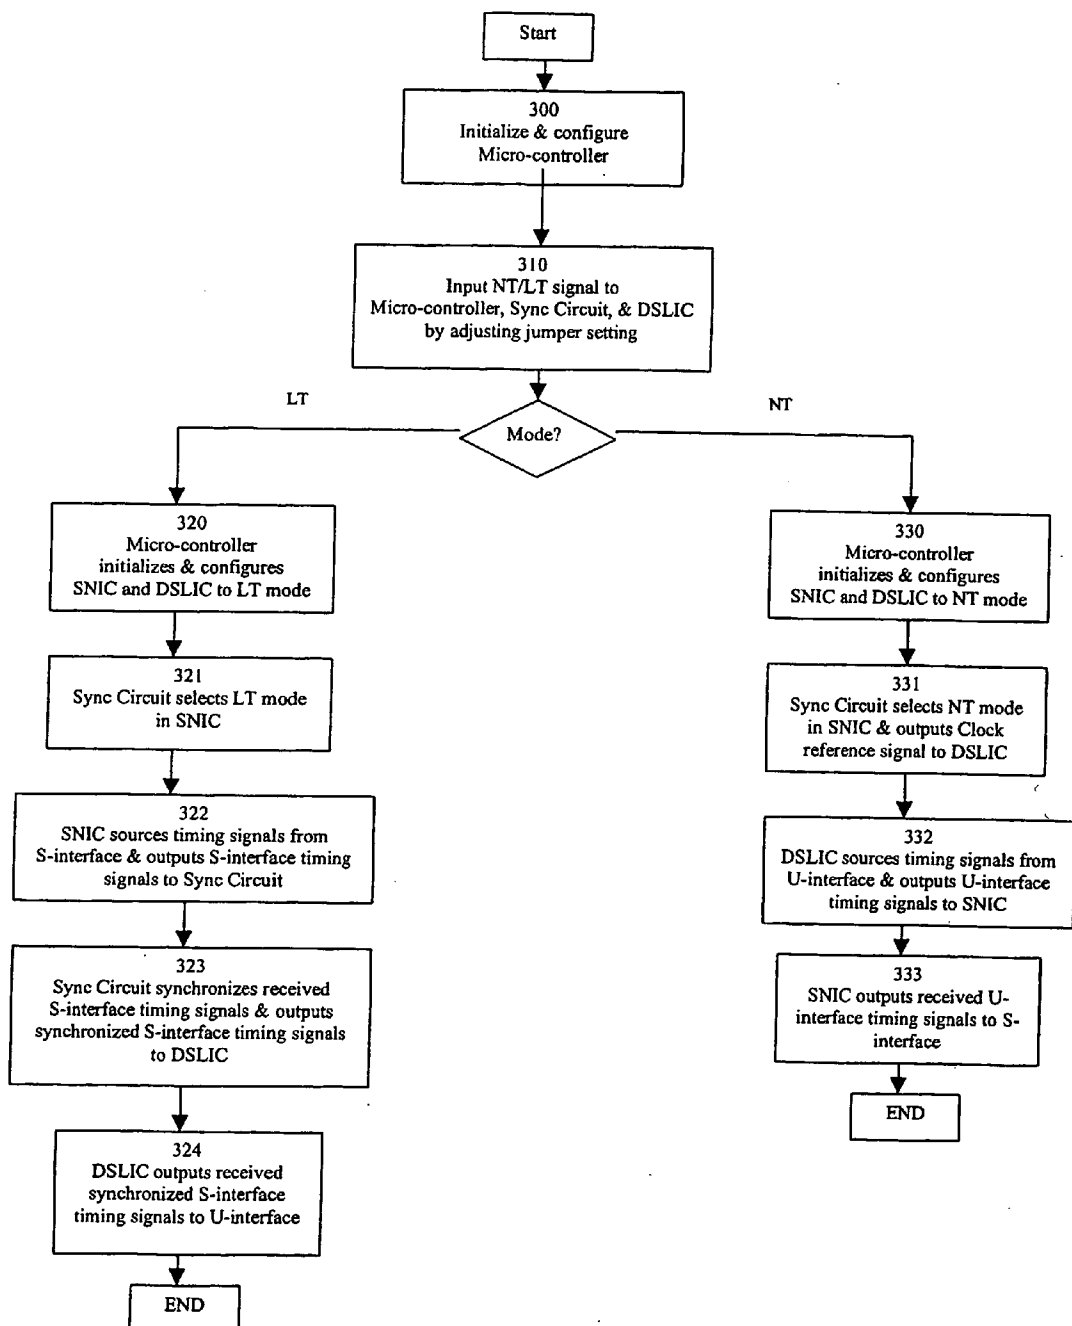 Start
300
Initialize & configure
Micro-controller
310
Input NT/LT signal to
Micro-controller, Sync Circuit, & DSLIC
by adjusting jumper setting
LT
NT
Mode?
320
Micro-controller
initializes & configures
SNIC and DSLIC to LT mode
321
Sync Circuit selects LT mode
in SNIC
322
SNIC sources timing signals from
S-interface & outputs S-interface timing
signals to Sync Circuit
323
Sync Circuit synchronizes received
S-interface timing signals & outputs
synchronized S-interface timing signals
to DSLIC
324
DSLIC outputs received
synchronized S-interface
timing signals to U-interface
END
330
Micro-controller
initializes & configures
SNIC and DSLIC to NT mode
331
Sync Circuit selects NT mode
in SNIC & outputs Clock
reference signal to DSLIC
332
DSLIC sources timing signals from
U-interface & outputs U-interface
timing signals to SNIC
333
SNIC outputs received U-
interface timing signals to S-
interface
END